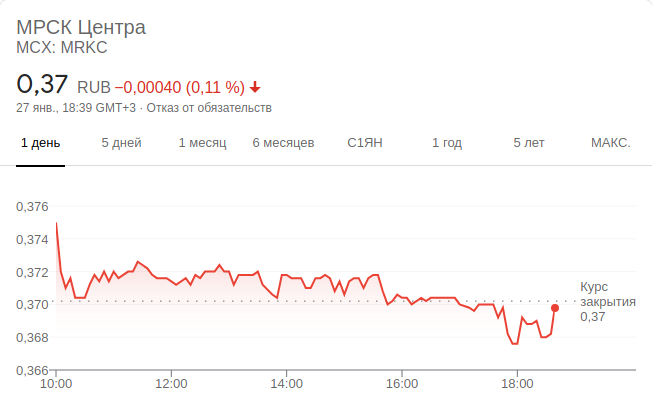 МРСК Центра
MCX: MRKC
0,37 RUB −0,00040 (0,11 %)
27 янв., 18:39 GMT+3 · Отказ от обязательств
1 день 5 дней 1 месяц 6 месяцев С1ЯН 1 год 5 лет МАКС.
0,376
0,374
0,372
0,370
0,368
0,366
Курс
закрытия
0,37
10:00 12:00 14:00 16:00 18:00